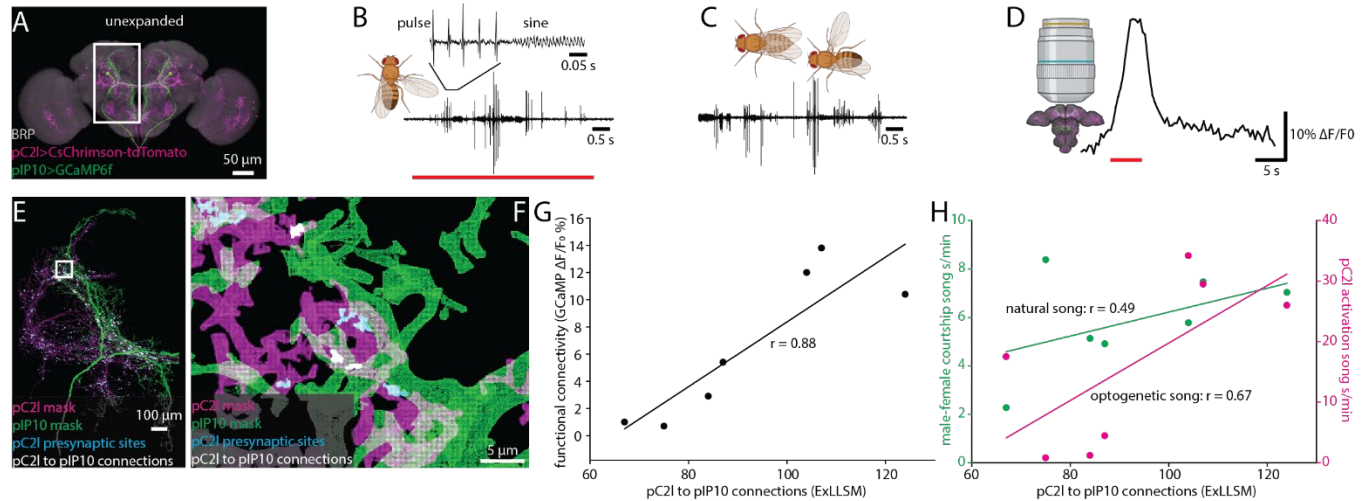 A
unexpanded
BRP
pC2l>CsChrimson-tdTomato
pIP10>GCaMP6f
50 µm
B
pulse
sine
0.05 s
0.5 s
C
0.5 s
D
10% ΔF/F0
5 s
E
pC2l mask
pIP10 mask
pC2l presynaptic sites
pC2l to pIP10 connections
100 µm
F
pC2l mask
pIP10 mask
pC2l presynaptic sites
pC2l to pIP10 connections
5 µm
G
functional connectivity (GCaMP ΔF/F₀ %)
16
14
12
10
8
6
4
2
0
r = 0.88
60
80
100
120
pC2l to pIP10 connections (ExLLSM)
H
male-female courtship song s/min
10
8
6
4
2
0
natural song: r = 0.49
optogenetic song: r = 0.67
60
80
100
120
pC2l to pIP10 connections (ExLLSM)
40
30
20
10
0
pC2l activation song s/min